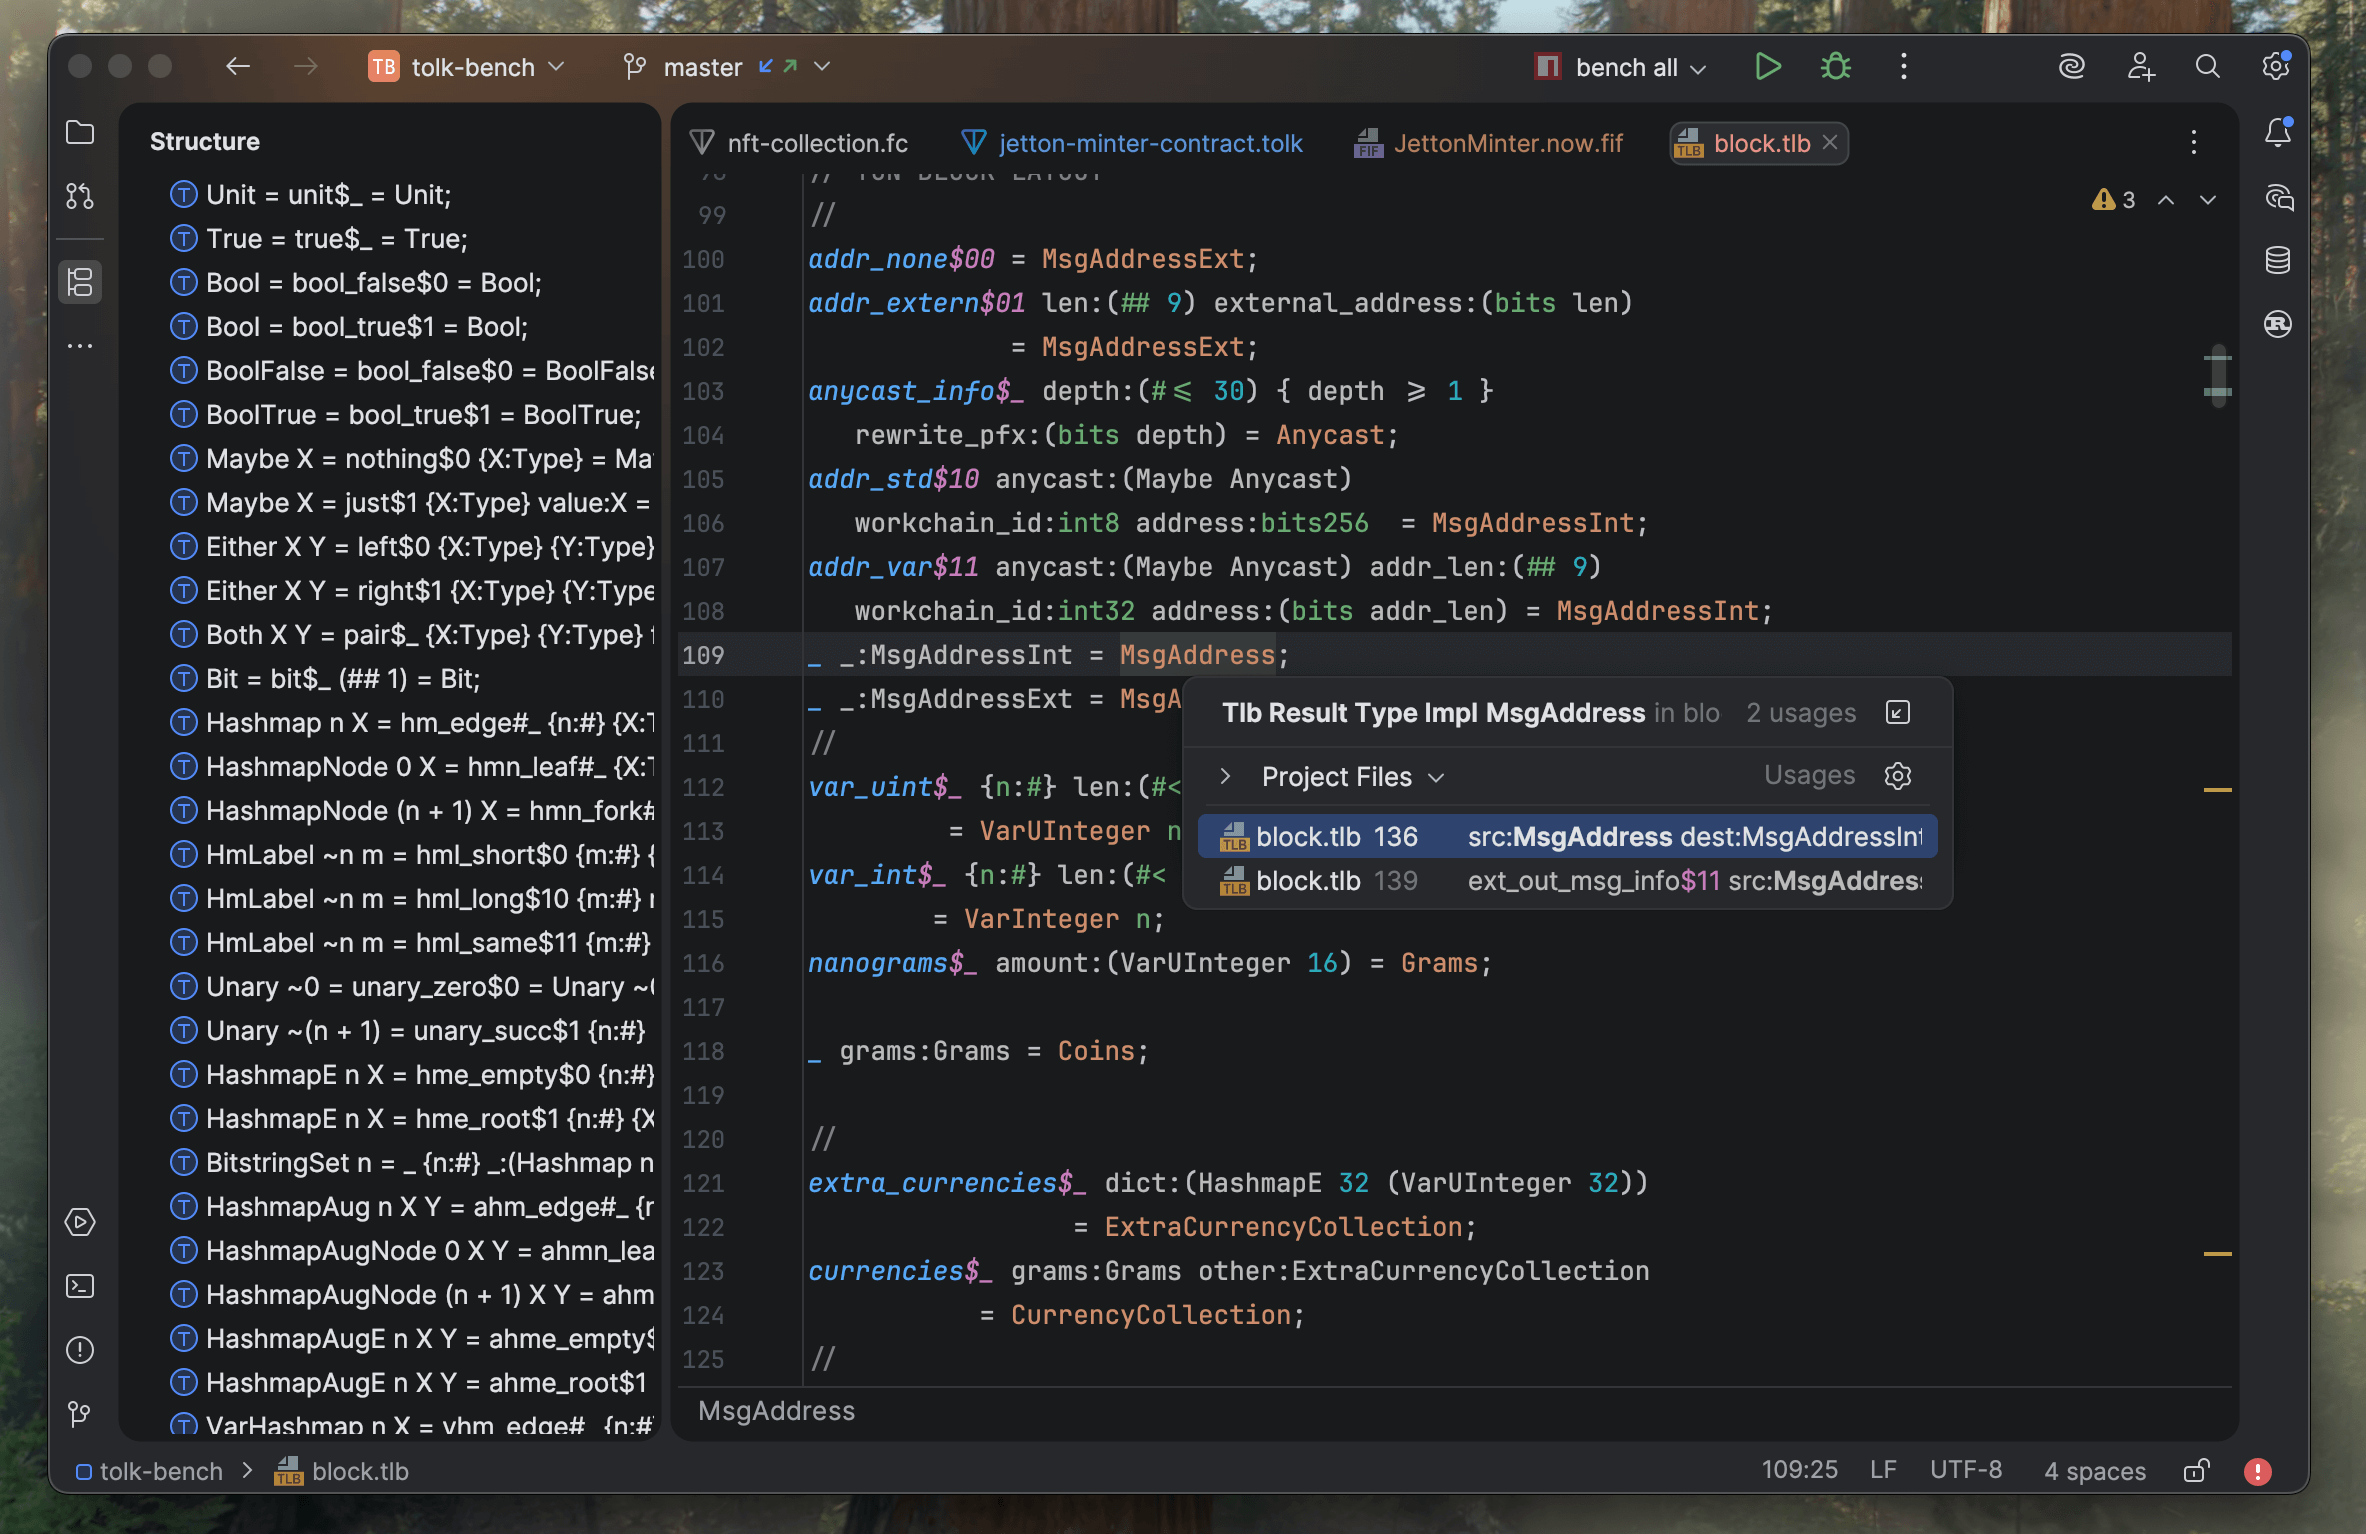 TB tolk-bench master bench all
Structure
Unit = unit$_ = Unit;
True = true$_ = True;
Bool = bool_false$0 = Bool;
Bool = bool_true$1 = Bool;
BoolFalse = bool_false$0 = BoolFalse
BoolTrue = bool_true$1 = BoolTrue;
Maybe X = nothing$0 {X:Type} = Ma
Maybe X = just$1 {X:Type} value:X =
Either X Y = left$0 {X:Type} {Y:Type}
Either X Y = right$1 {X:Type} {Y:Type
Both X Y = pair$_ {X:Type} {Y:Type}
Bit = bit$_ (## 1) = Bit;
Hashmap n X = hm_edge#_ {n:#} {X:T
HashmapNode 0 X = hmn_leaf#_ {X:T
HashmapNode (n + 1) X = hmn_fork#
HmLabel ~n m = hml_short$0 {m:#} {
HmLabel ~n m = hml_long$10 {m:#}
HmLabel ~n m = hml_same$11 {m:#}
Unary ~0 = unary_zero$0 = Unary ~
Unary ~(n + 1) = unary_succ$1 {n:#}
HashmapE n X = hme_empty$0 {n:#}
HashmapE n X = hme_root$1 {n:#} {X
BitstringSet n = _ {n:#} _:(Hashmap n
HashmapAug n X Y = ahm_edge#_ {n
HashmapAugNode 0 X Y = ahmn_lea
HashmapAugNode (n + 1) X Y = ahm
HashmapAugE n X Y = ahme_empty$
HashmapAugE n X Y = ahme_root$1
VarHashmap n X = vhm_edge#_ {n:#
nft-collection.fc jetton-minter-contract.tolk FIF JettonMinter.now.fif TLB block.tlb
3
98 // TON BLOCK LAYOUT
99 //
100 addr_none$00 = MsgAddressExt;
101 addr_extern$01 len:(## 9) external_address:(bits len)
102 = MsgAddressExt;
103 anycast_info$_ depth:(#⩽ 30) { depth ⩾ 1 }
104 rewrite_pfx:(bits depth) = Anycast;
105 addr_std$10 anycast:(Maybe Anycast)
106 workchain_id:int8 address:bits256 = MsgAddressInt;
107 addr_var$11 anycast:(Maybe Anycast) addr_len:(## 9)
108 workchain_id:int32 address:(bits addr_len) = MsgAddressInt;
109 _ _:MsgAddressInt = MsgAddress;
110 _ _:MsgAddressExt = MsgA
111 //
112 var_uint$_ {n:#} len:(#<
113 = VarUInteger n
114 var_int$_ {n:#} len:(#<
115 = VarInteger n;
116 nanograms$_ amount:(VarUInteger 16) = Grams;
117
118 _ grams:Grams = Coins;
119
120 //
121 extra_currencies$_ dict:(HashmapE 32 (VarUInteger 32))
122 = ExtraCurrencyCollection;
123 currencies$_ grams:Grams other:ExtraCurrencyCollection
124 = CurrencyCollection;
125 //
Tlb Result Type Impl MsgAddress in blo 2 usages
Project Files Usages
TLB block.tlb 136 src:MsgAddress dest:MsgAddressInt
TLB block.tlb 139 ext_out_msg_info$11 src:MsgAddress
MsgAddress
tolk-bench TLB block.tlb 109:25 LF UTF-8 4 spaces